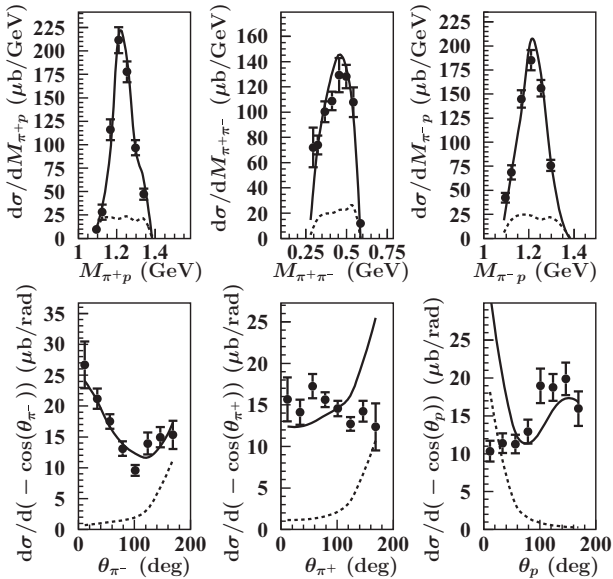 dσ/dM_{π+p} (μb/GeV)
225
200
175
150
125
100
75
50
25
0
1 1.2 1.4
M_{π+p} (GeV)
dσ/dM_{π+π−} (μb/GeV)
160
140
120
100
80
60
40
20
0
0.25 0.5 0.75
M_{π+π−} (GeV)
dσ/dM_{π−p} (μb/GeV)
225
200
175
150
125
100
75
50
25
0
1 1.2 1.4
M_{π−p} (GeV)
dσ/d( − cos(θ_{π−})) (μb/rad)
35
30
25
20
15
10
5
0
0 100 200
θ_{π−} (deg)
dσ/d( − cos(θ_{π+})) (μb/rad)
25
20
15
10
5
0
0 100 200
θ_{π+} (deg)
dσ/d( − cos(θ_p)) (μb/rad)
30
25
20
15
10
5
0
0 100 200
θ_p (deg)